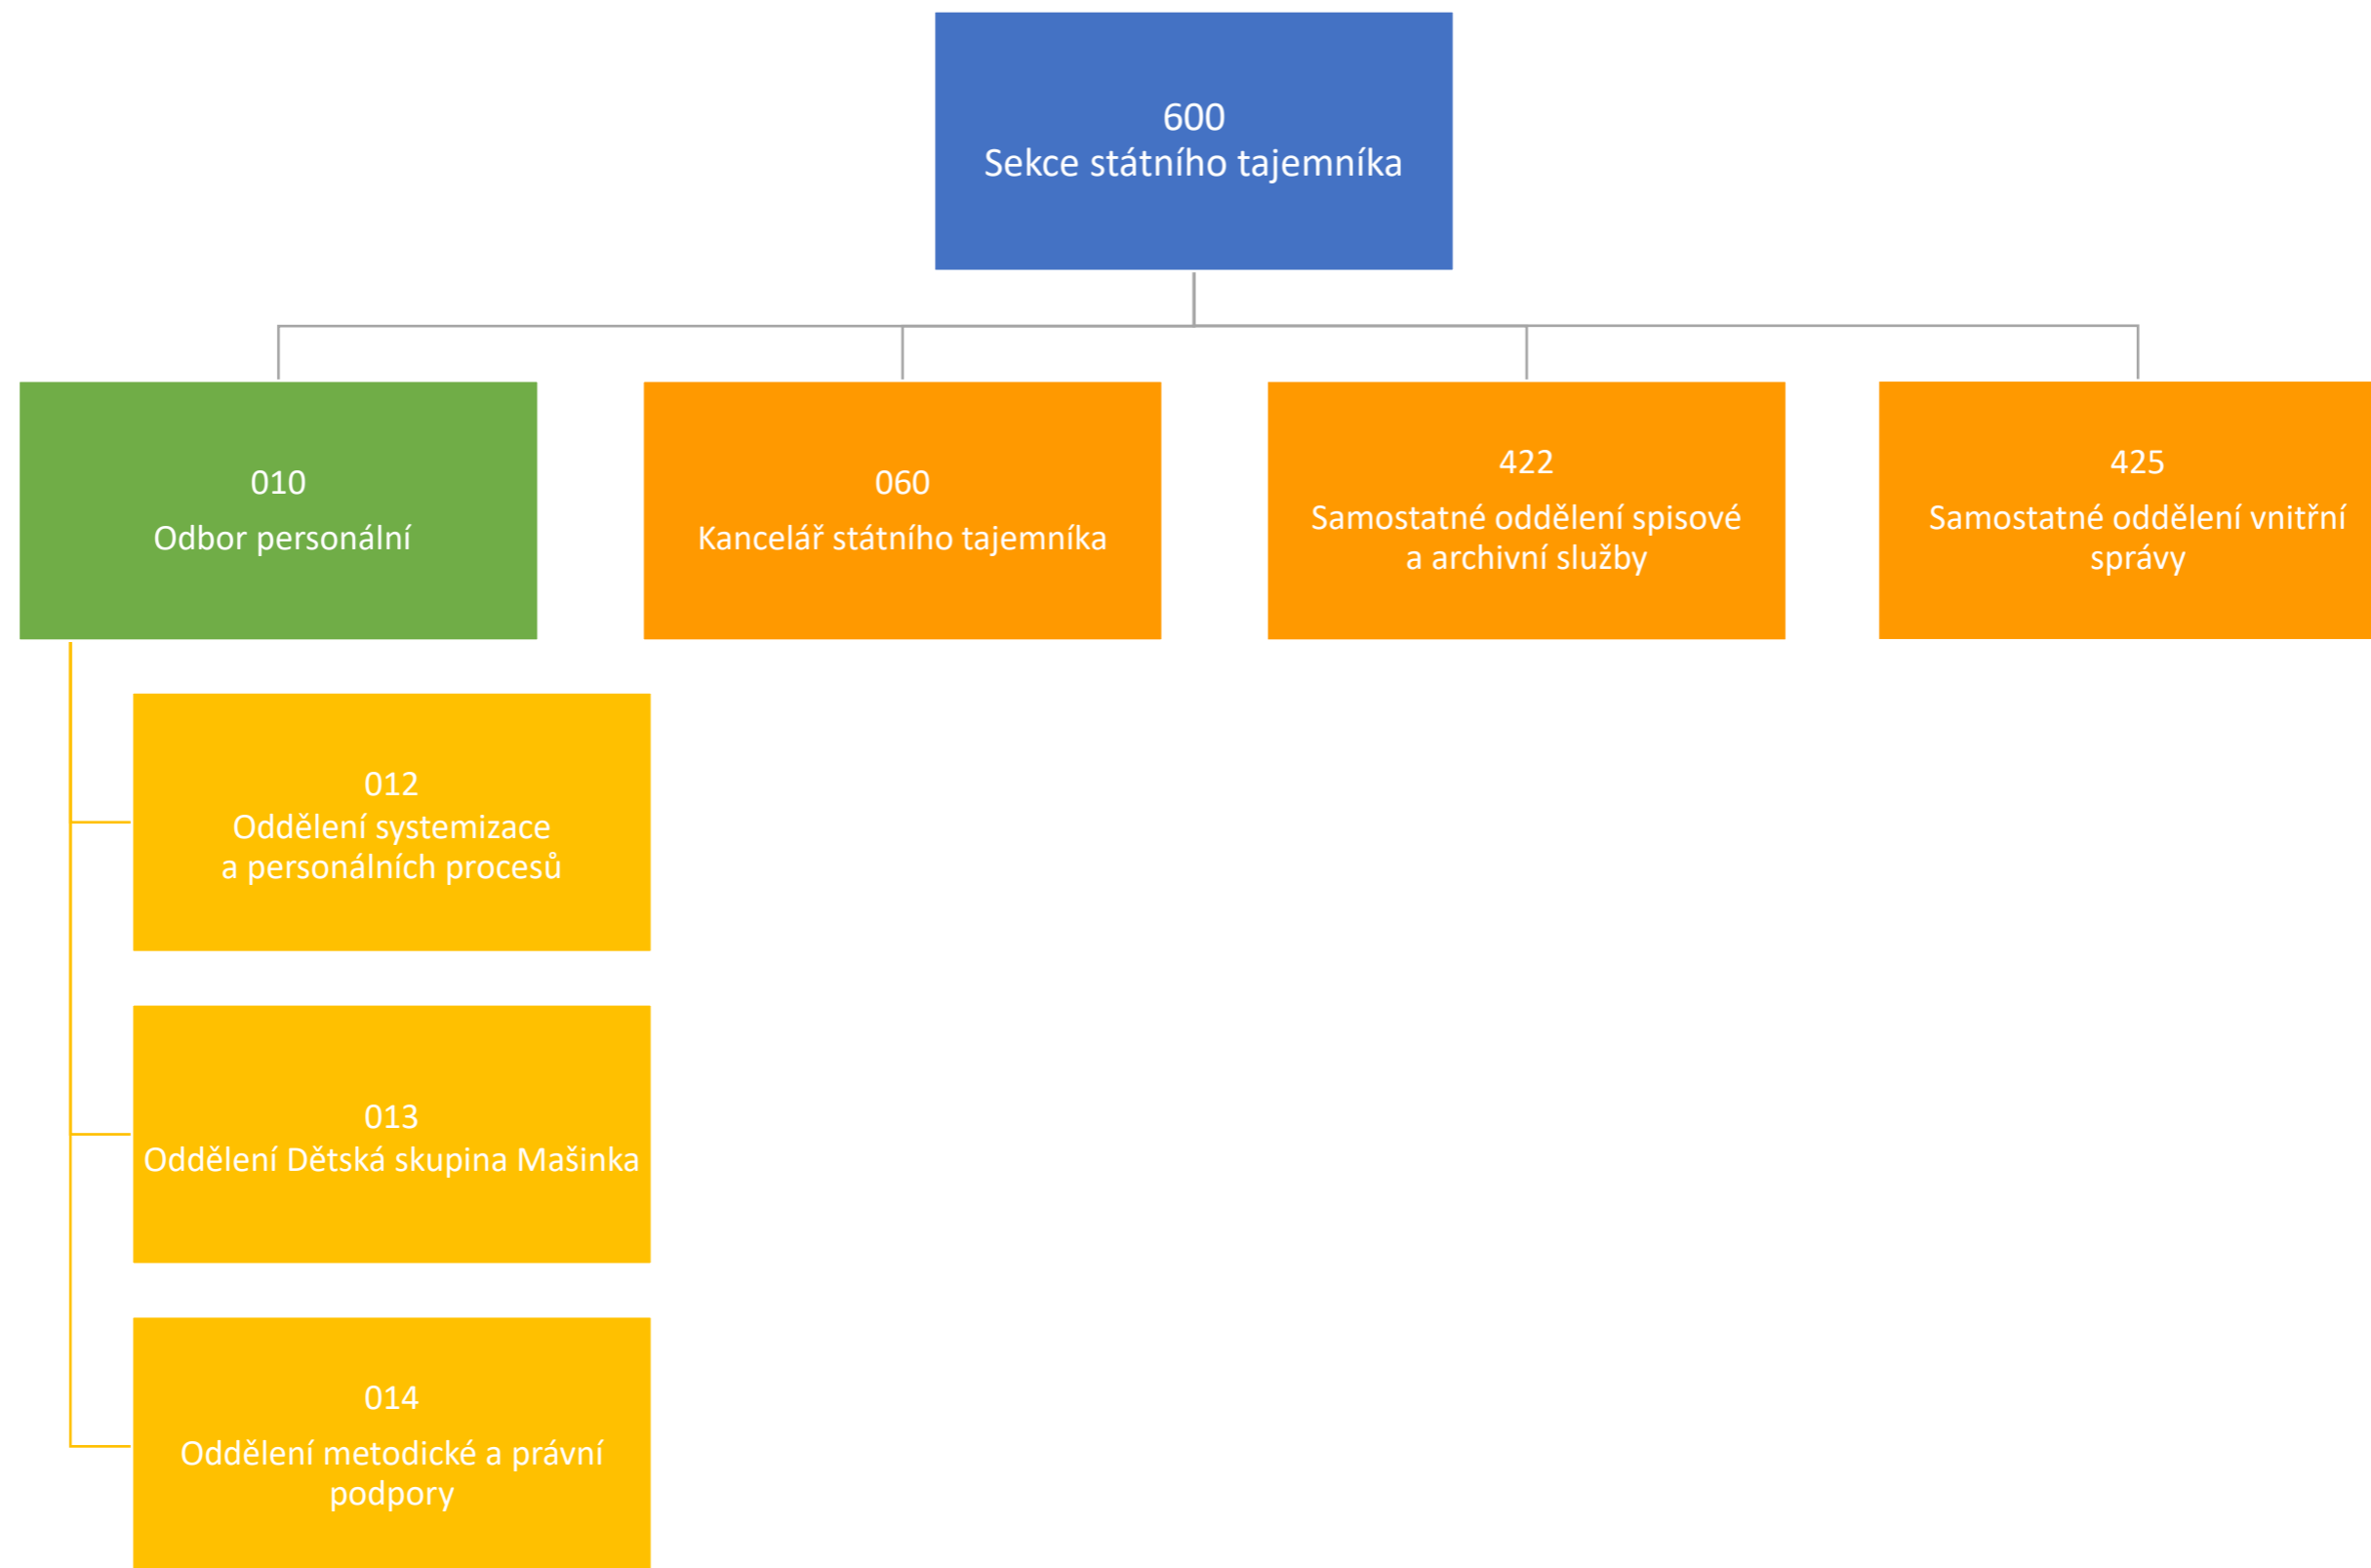 600
Sekce státního tajemníka
010
Odbor personální
060
Kancelář státního tajemníka
422
Samostatné oddělení spisové
a archivní služby
425
Samostatné oddělení vnitřní
správy
012
Oddělení systemizace
a personálních procesů
013
Oddělení Dětská skupina Mašinka
014
Oddělení metodické a právní
podpory